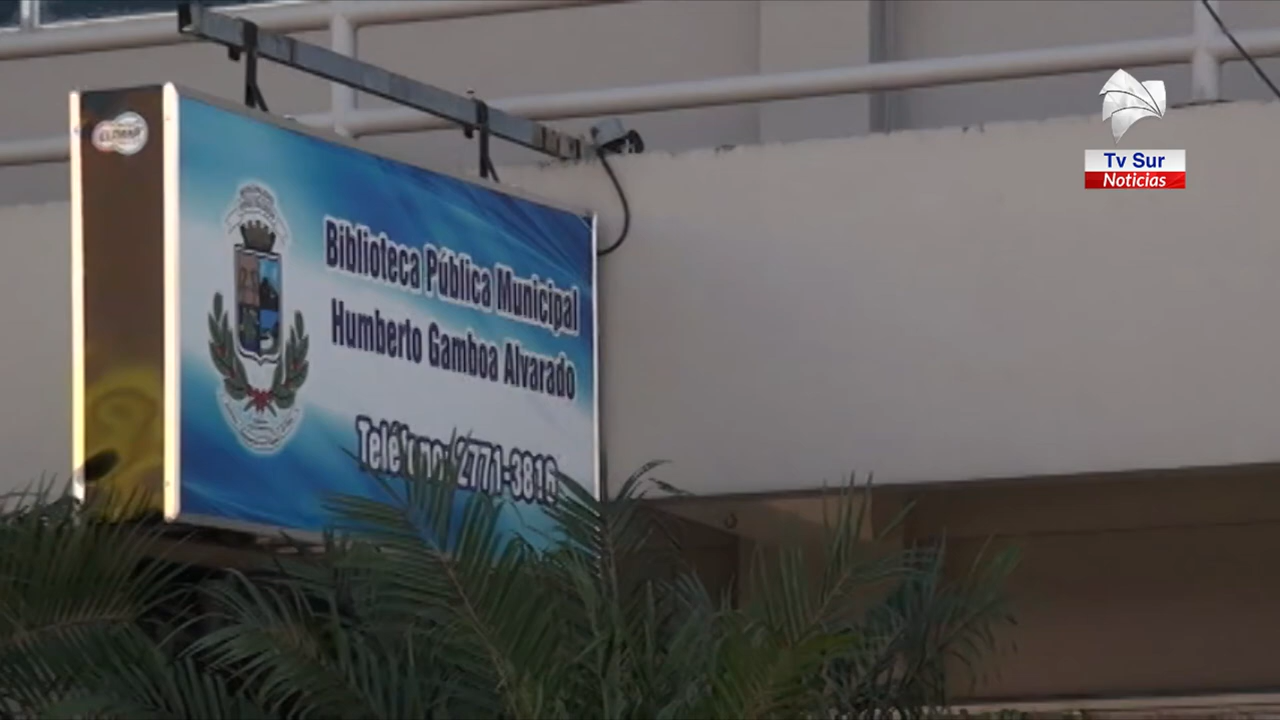 Biblioteca Pública Municipal
Humberto Gamboa Alvarado
2771-3816
Tv Sur
Noticias